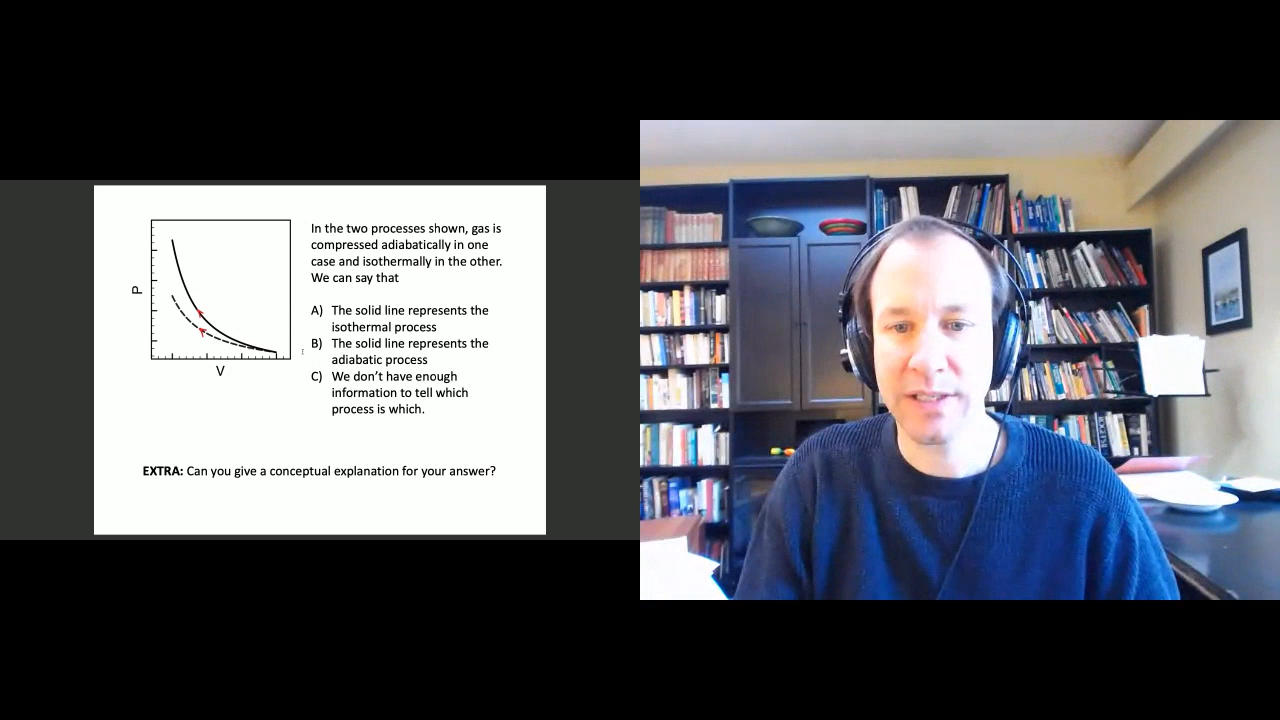 P
V
In the two processes shown, gas is
compressed adiabatically in one
case and isothermally in the other.
We can say that
A) The solid line represents the
isothermal process
B) The solid line represents the
adiabatic process
C) We don’t have enough
information to tell which
process is which.
EXTRA: Can you give a conceptual explanation for your answer?